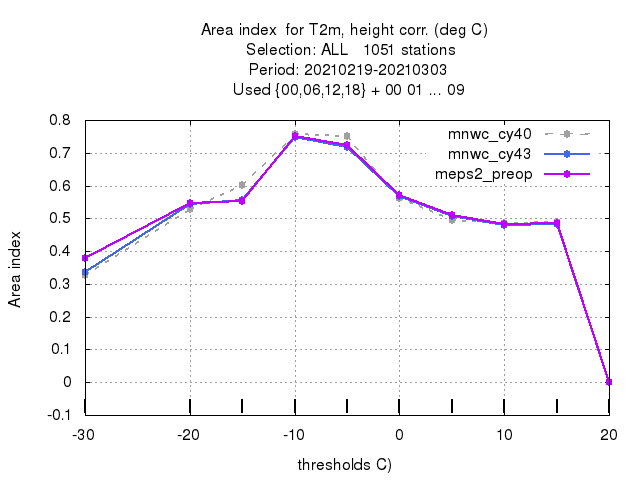 Area index  for T2m, height corr. (deg C)
Selection: ALL   1051 stations
Period: 20210219-20210303
Used {00,06,12,18} + 00 01 ... 09
mnwc_cy40
mnwc_cy43
meps2_preop
Area index
0.8
0.7
0.6
0.5
0.4
0.3
0.2
0.1
0
-0.1
-30 -20 -10 0 10 20
thresholds C)